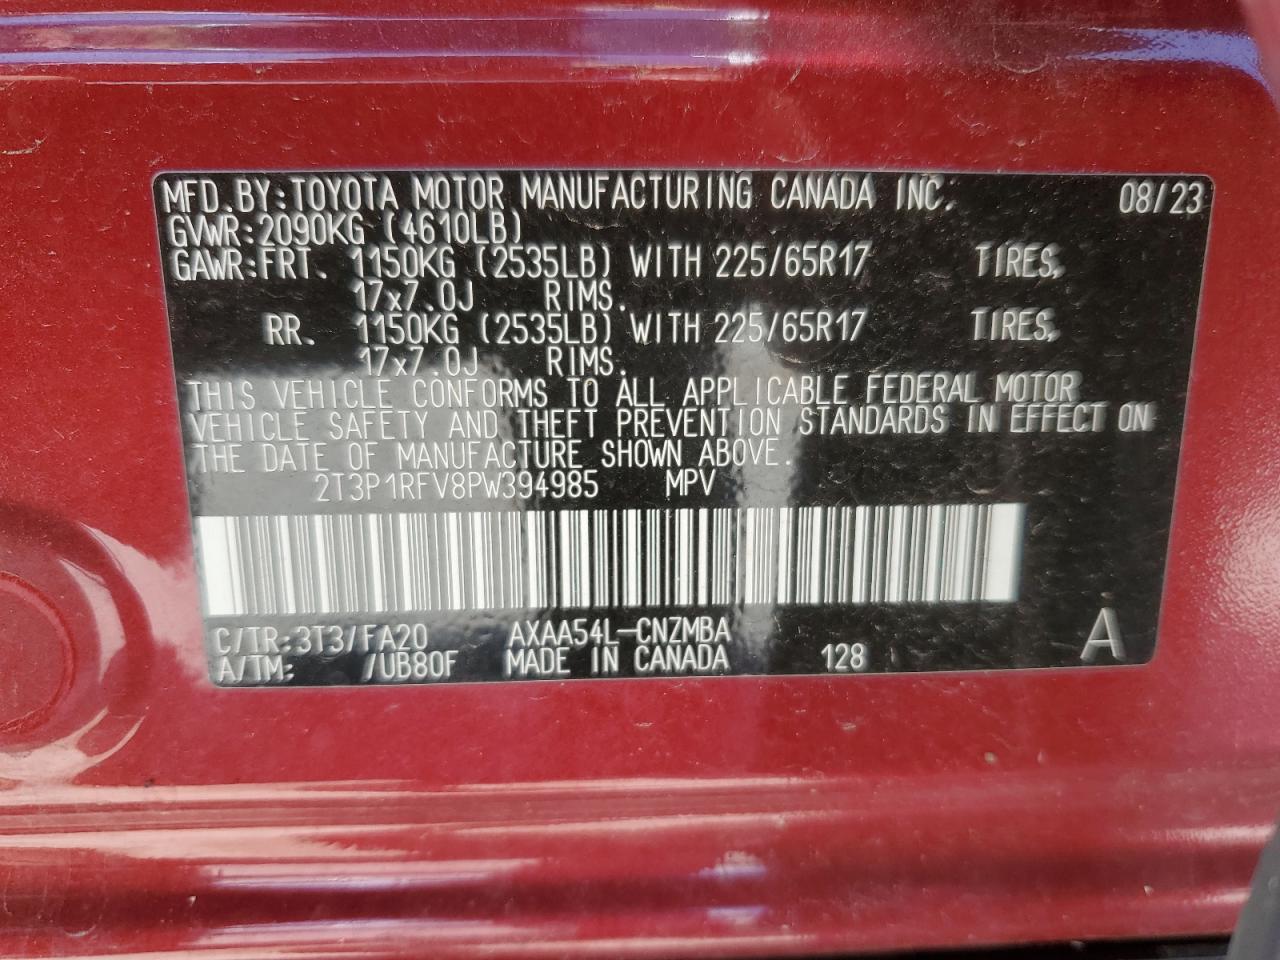 MFD.BY:TOYOTA MOTOR MANUFACTURING CANADA INC. 08/23
GVWR:2090KG (4610LB)
GAWR:FRT. 1150KG (2535LB) WITH 225/65R17 TIRES,
17x7.0J RIMS.
RR. 1150KG (2535LB) WITH 225/65R17 TIRES,
17x7.0J RIMS.
THIS VEHICLE CONFORMS TO ALL APPLICABLE FEDERAL MOTOR
VEHICLE SAFETY AND THEFT PREVENTION STANDARDS IN EFFECT ON
THE DATE OF MANUFACTURE SHOWN ABOVE.
2T3P1RFV8PW394985 MPV
C/TR:3T3/FA20 AXAA54L-CNZMBA
A/TM: /UB80F MADE IN CANADA 128 A